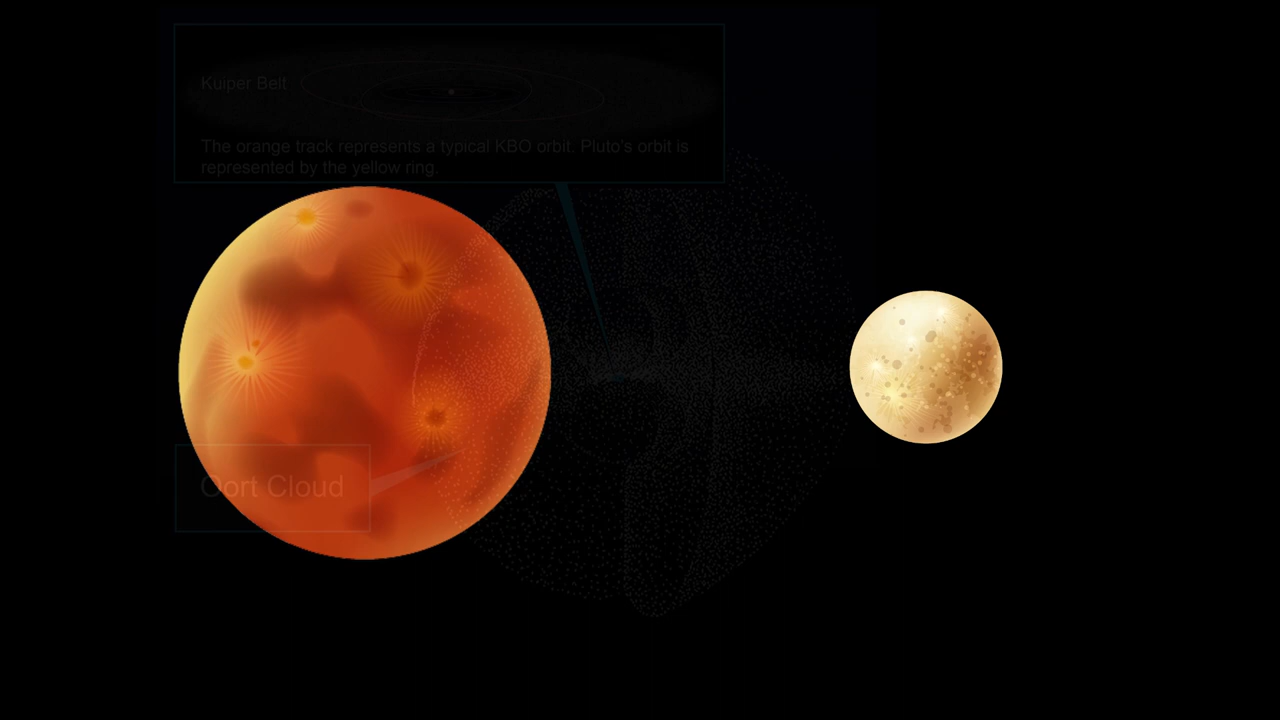 Kuiper Belt
The orange track represents a typical KBO orbit. Pluto's orbit is
represented by the yellow ring.
Oort Cloud